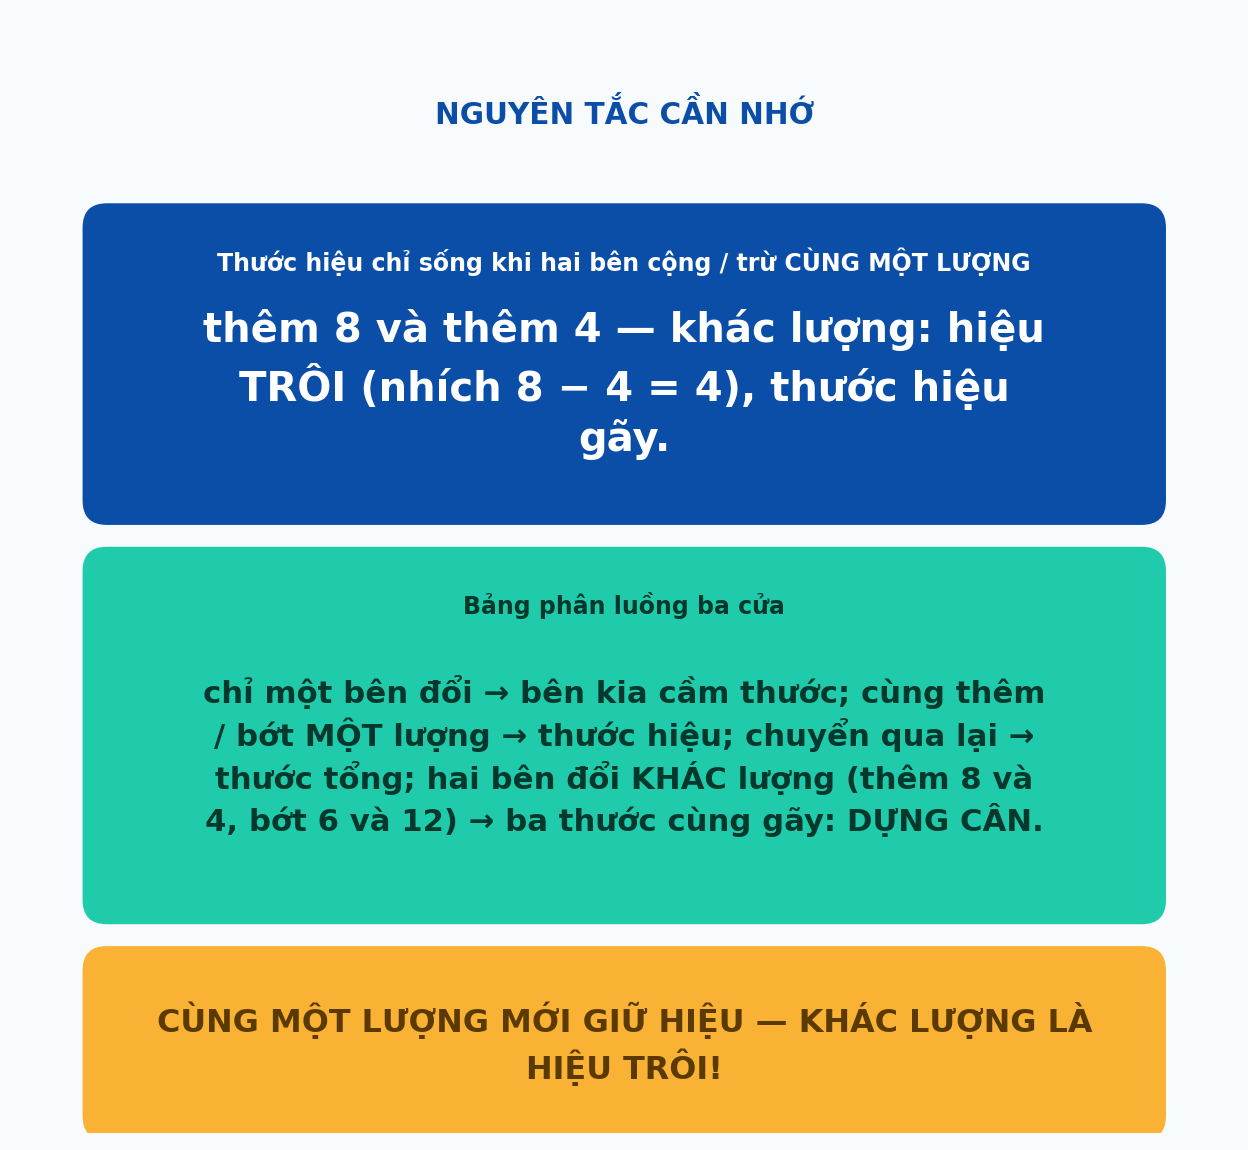 NGUYÊN TẮC CẦN NHỚ
Thước hiệu chỉ sống khi hai bên cộng / trừ CÙNG MỘT LƯỢNG
thêm 8 và thêm 4 — khác lượng: hiệu
TRÔI (nhích 8 − 4 = 4), thước hiệu
gãy.
Bảng phân luồng ba cửa
chỉ một bên đổi → bên kia cầm thước; cùng thêm
/ bớt MỘT lượng → thước hiệu; chuyển qua lại →
thước tổng; hai bên đổi KHÁC lượng (thêm 8 và
4, bớt 6 và 12) → ba thước cùng gãy: DỰNG CÂN.
CÙNG MỘT LƯỢNG MỚI GIỮ HIỆU — KHÁC LƯỢNG LÀ
HIỆU TRÔI!